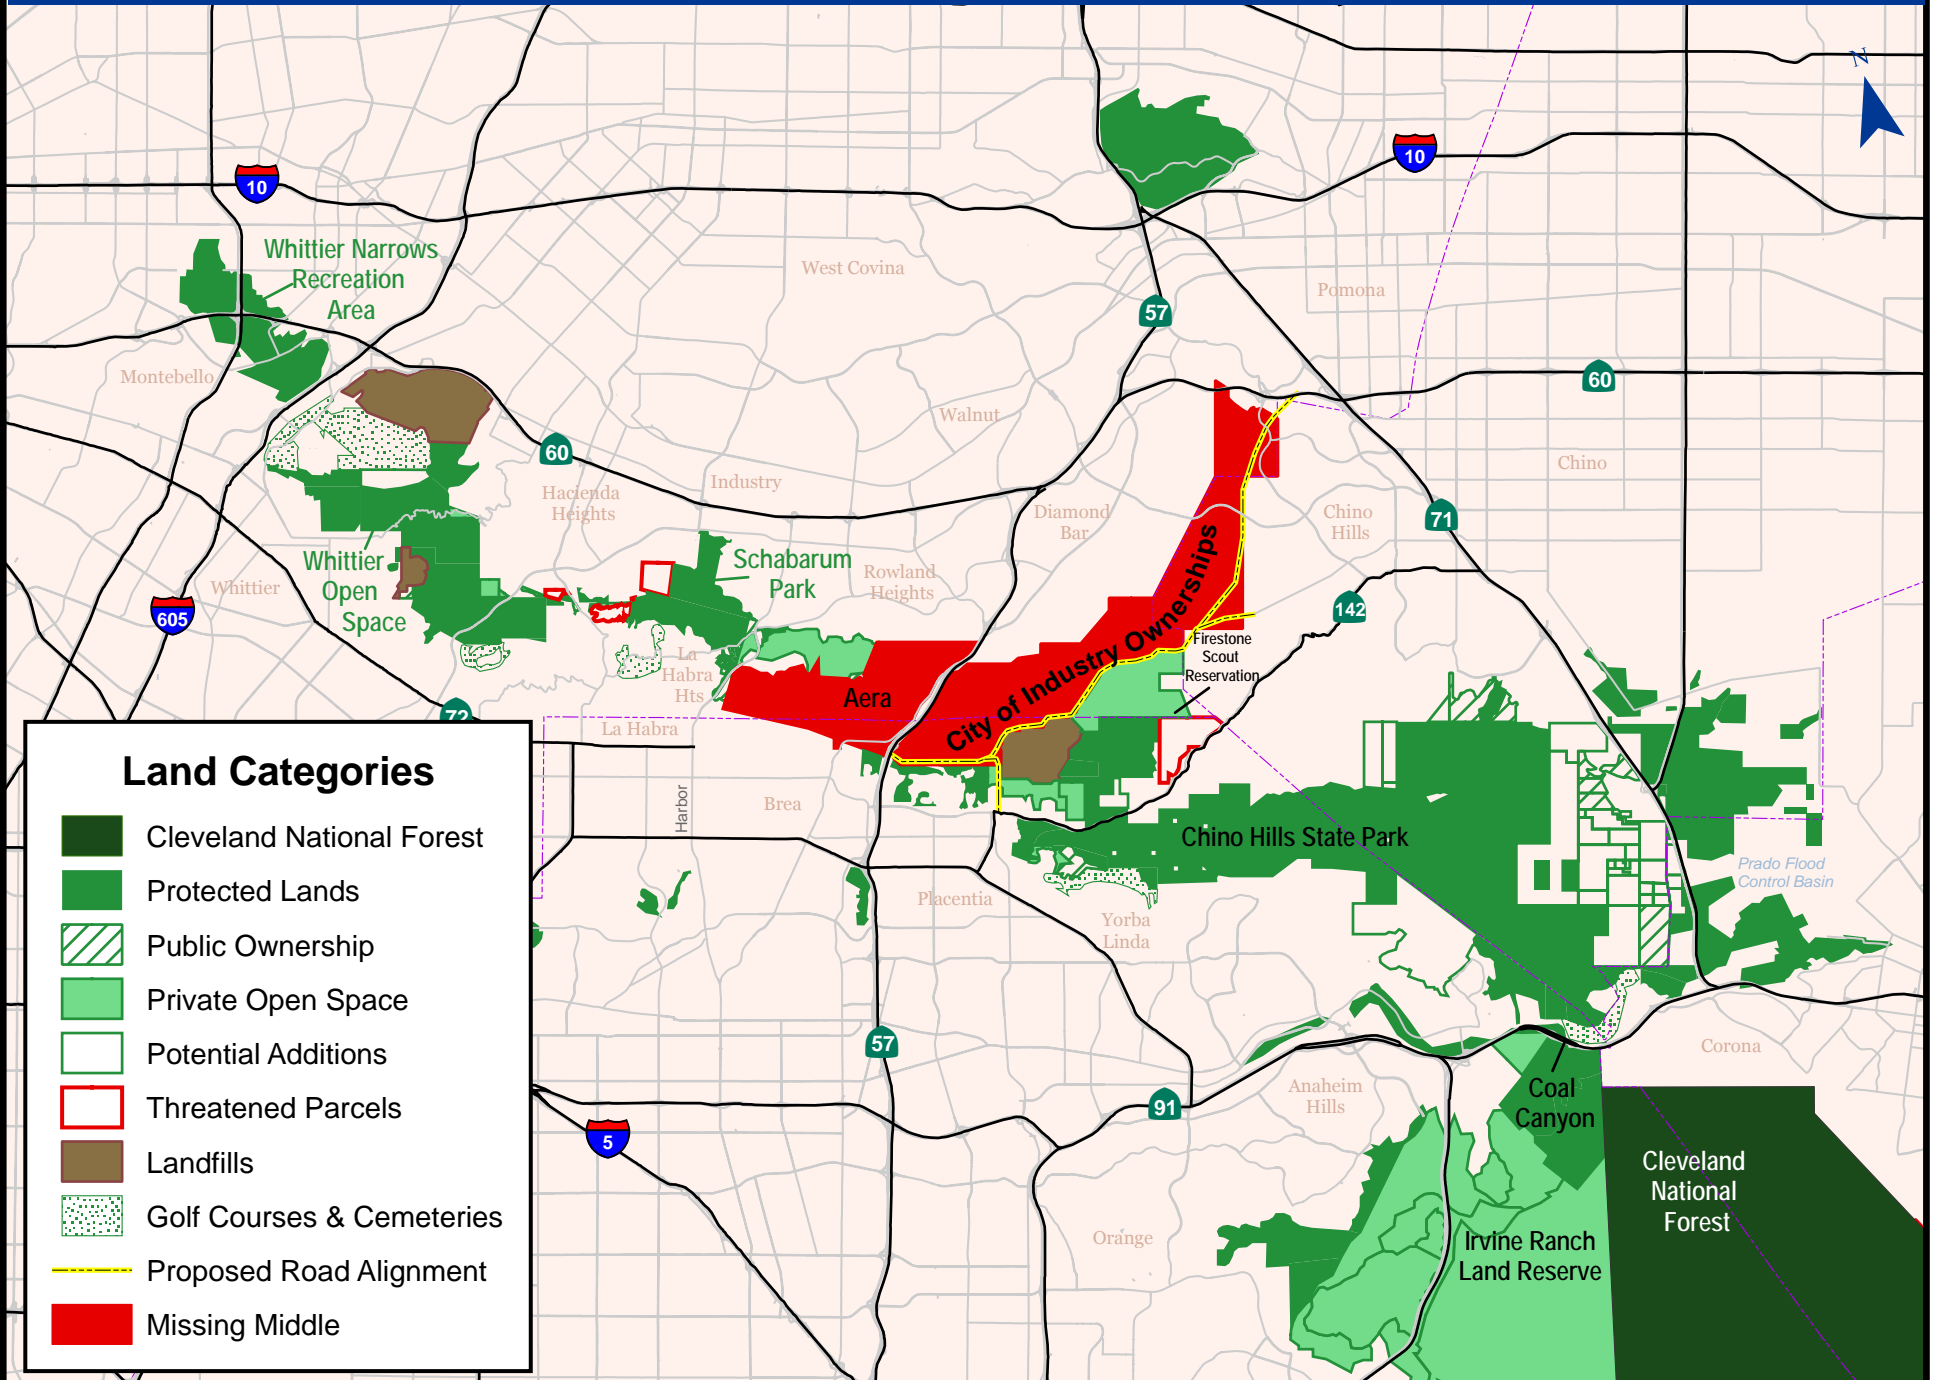 N
10
10
Whittier Narrows
Recreation
Area
West Covina
Pomona
57
Montebello
60
Walnut
60
Industry
Hacienda
Heights
Chino
Diamond
Bar
Chino
Hills
71
Whittier
Open
Space
Whittier
Schabarum
Park
Rowland
Heights
605
142
City of Industry Ownerships
Firestone
Scout
Reservation
La
Habra
Hts
Aera
72
La Habra
Harbor
Brea
Chino Hills State Park
Prado Flood
Control Basin
Placentia
Yorba
Linda
57
Corona
Coal
Canyon
Anaheim
Hills
91
5
Cleveland
National
Forest
Orange
Irvine Ranch
Land Reserve
Land Categories
Cleveland National Forest
Protected Lands
Public Ownership
Private Open Space
Potential Additions
Threatened Parcels
Landfills
Golf Courses & Cemeteries
Proposed Road Alignment
Missing Middle